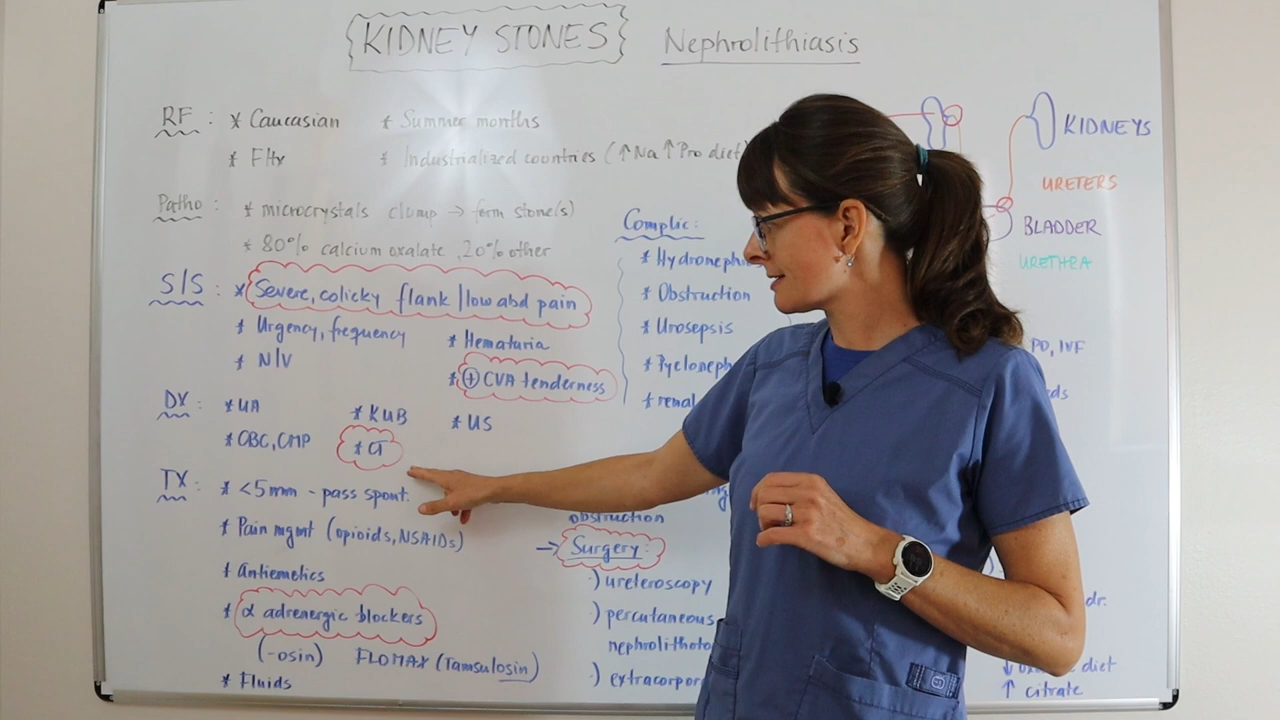 KIDNEY STONES Nephrolithiasis
RF: * Caucasian * Summer months
* FHx * Industrialized countries (↑Na↑Pro diet
Patho: * microcrystals clump → form stone(s)
* 80% calcium oxalate, 20% other
S/S: * Severe, colicky flank/low abd pain
* Urgency, frequency * Hematuria
* N/V * (+) CVA tenderness
DX: * UA * KUB * US
* CBC, CMP * CT
TX: * <5mm - pass spont.
* Pain mgmt (opioids, NSAIDs)
* Antiemetics
* α adrenergic blockers
(-osin) FLOMAX (Tamsulosin)
* Fluids
Complic:
* Hydroneph
* Obstruction
* Urosepsis
* Pyeloneph
* renal
obstruction
→ Surgery:
·) ureteroscopy
·) percutaneous
nephrolitho
·) extracorpor
KIDNEYS
URETERS
BLADDER
URETHRA
PO, IVF
diet
↑ citrate